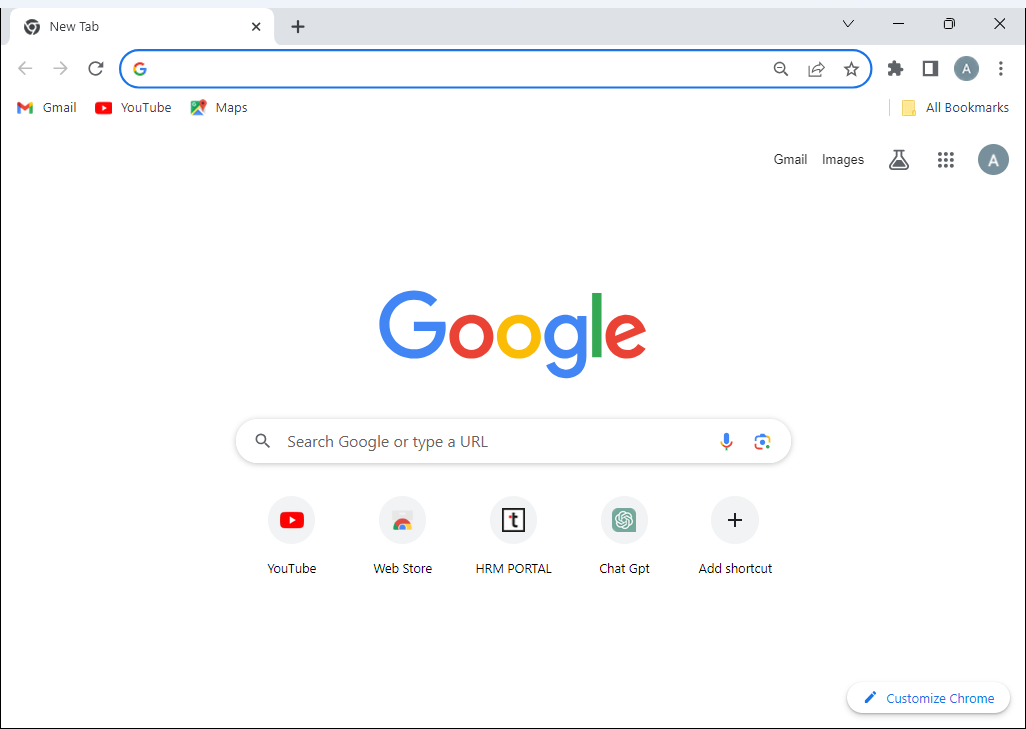 New Tab
Gmail YouTube Maps All Bookmarks
Gmail Images A
A
Google
Search Google or type a URL
YouTube Web Store HRM PORTAL Chat Gpt Add shortcut
Customize Chrome